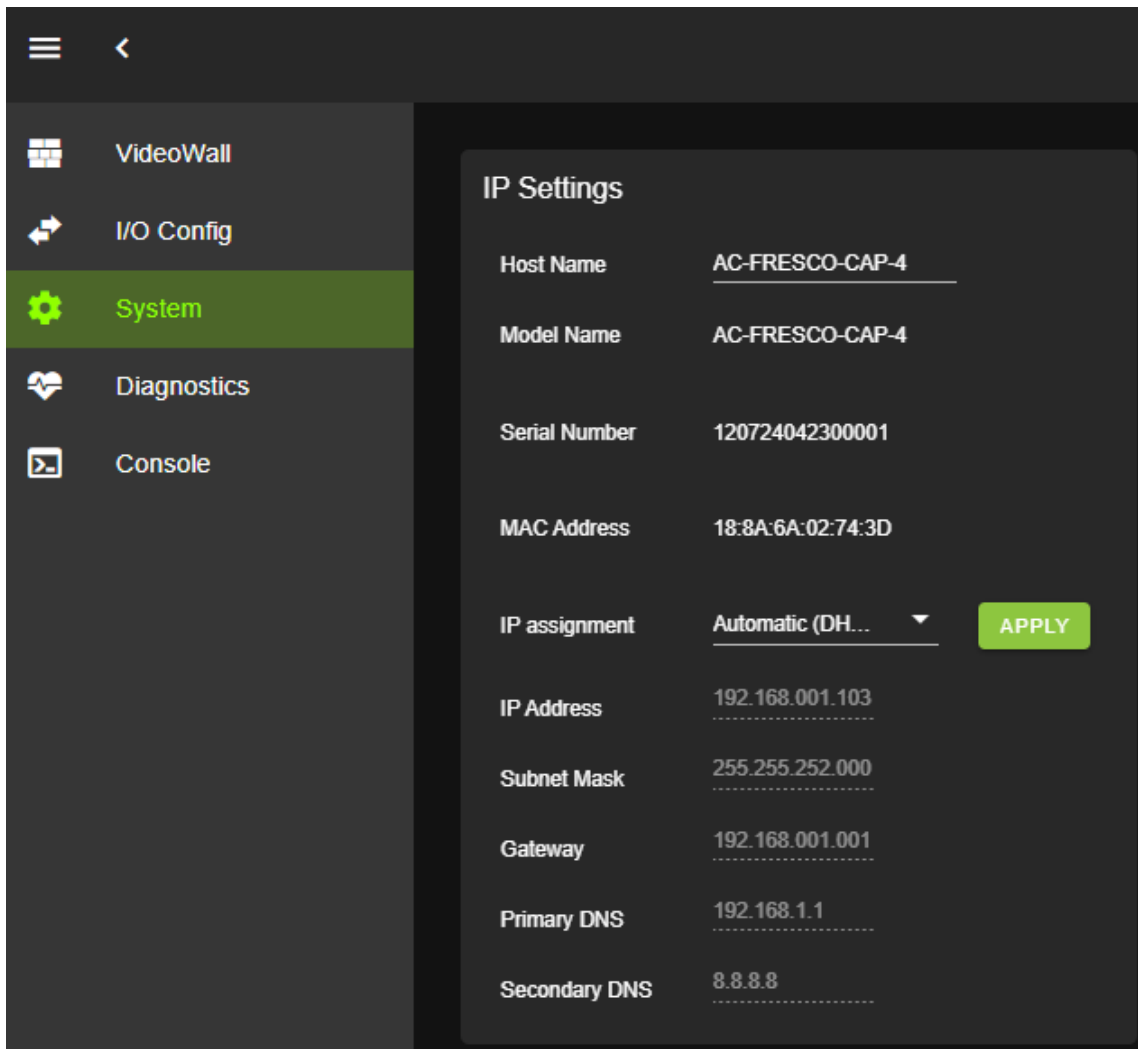 VideoWall
I/O Config
System
Diagnostics
Console
IP Settings
Host Name AC-FRESCO-CAP-4
Model Name AC-FRESCO-CAP-4
Serial Number 120724042300001
MAC Address 18:8A:6A:02:74:3D
IP assignment Automatic (DH... APPLY
IP Address 192.168.001.103
Subnet Mask 255.255.252.000
Gateway 192.168.001.001
Primary DNS 192.168.1.1
Secondary DNS 8.8.8.8